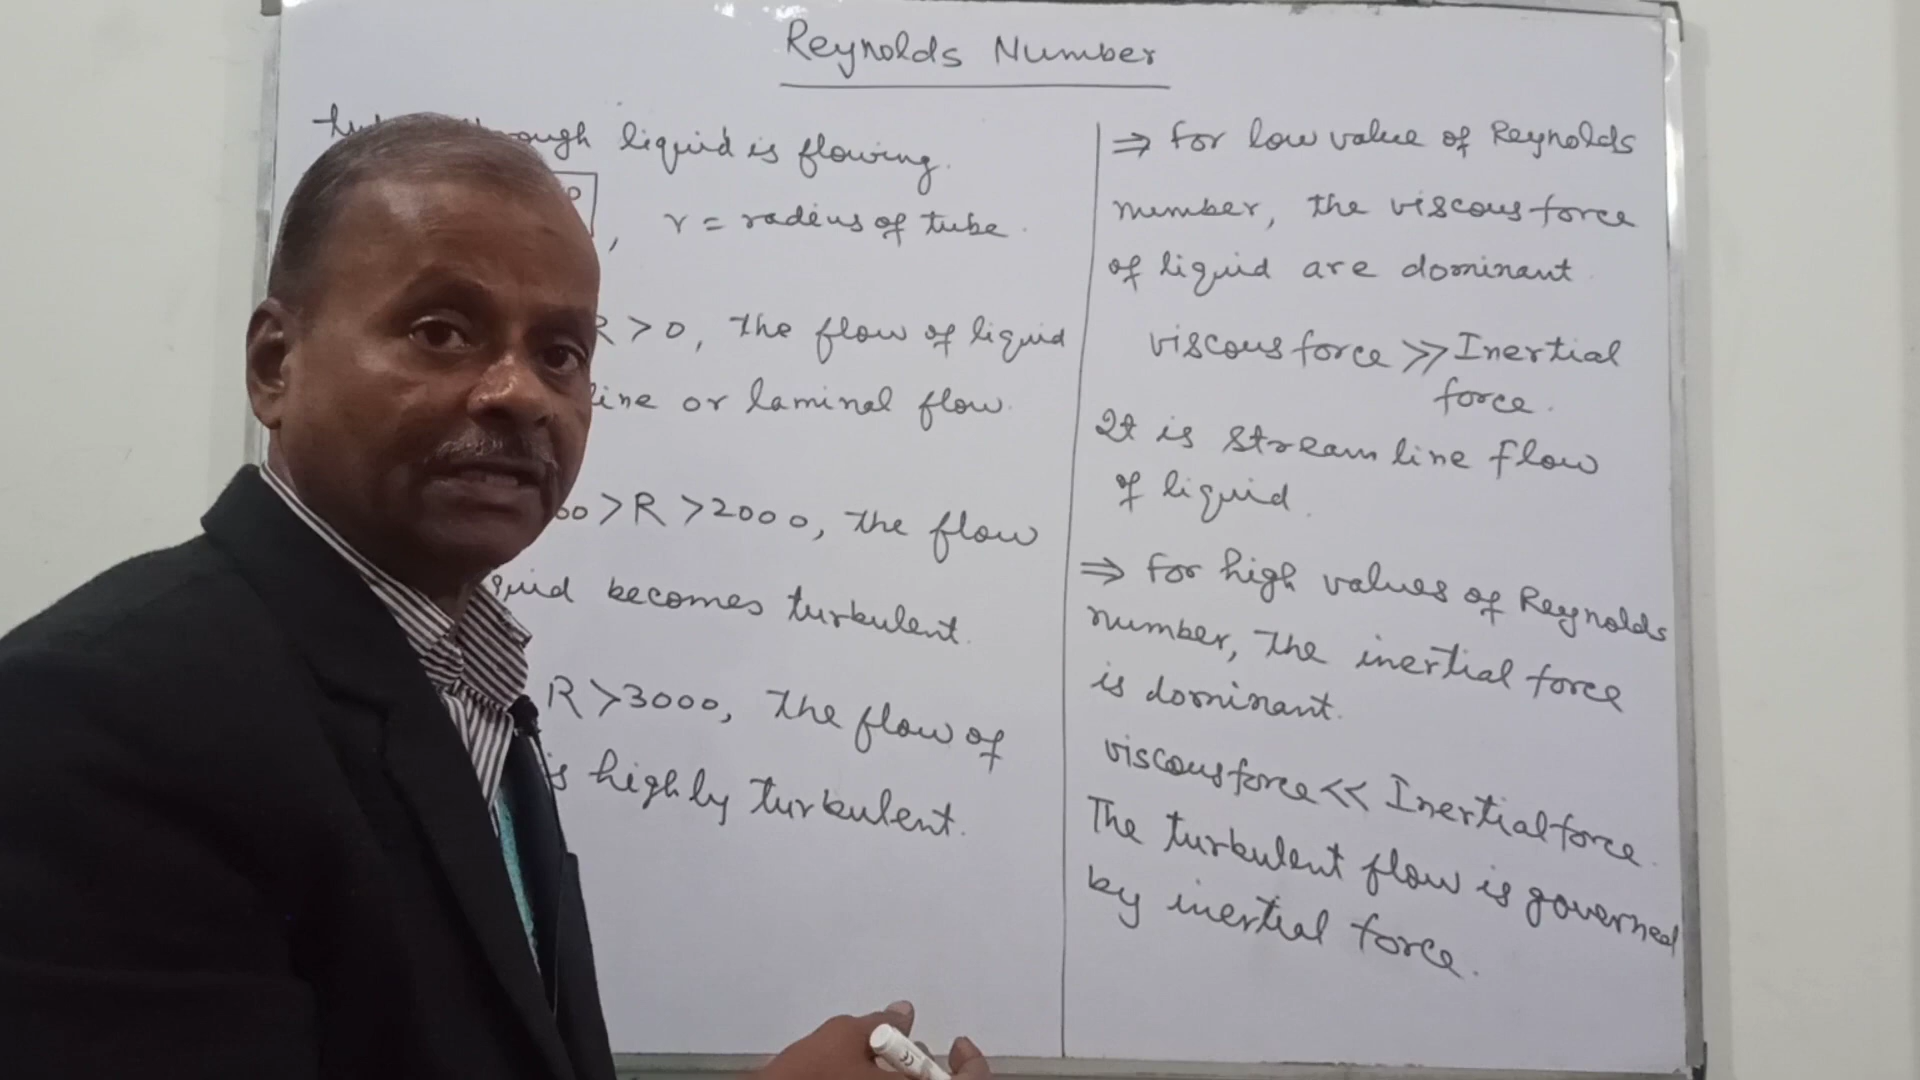 Reynolds Number
liquid is flowing.
, r = radius of tube.
R > 0, the flow of liquid
line or laminal flow.
> R > 2000, the flow
becomes turbulent.
R > 3000, the flow of
is highly turbulent.
⇒ For low value of Reynolds
number, the viscous force
of liquid are dominant.
viscous force >> Inertial
force.
It is stream line flow
of liquid.
⇒ For high values of Reynolds
number, the inertial force
is dominant.
viscous force << Inertial force.
The turbulent flow is governed
by inertial force.